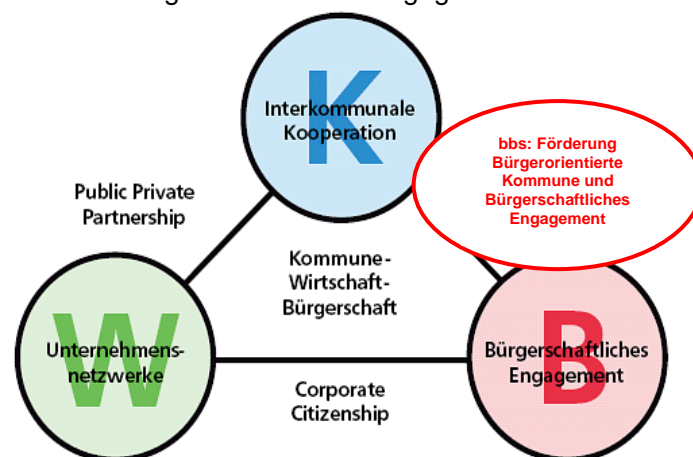 K
Interkommunale
Kooperation
bbs: Förderung
Bürgerorientierte
Kommune und
Bürgerschaftliches
Engagement
Public Private
Partnership
Kommune-
Wirtschaft-
Bürgerschaft
W
Unternehmens-
netzwerke
B
Bürgerschaftliches
Engagement
Corporate
Citizenship